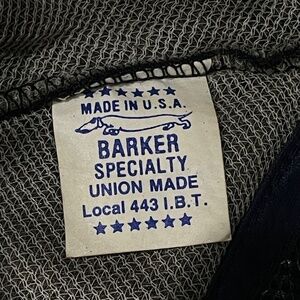 MADE IN U.S.A.
BARKER
SPECIALTY
UNION MADE
Local 443 I.B.T.